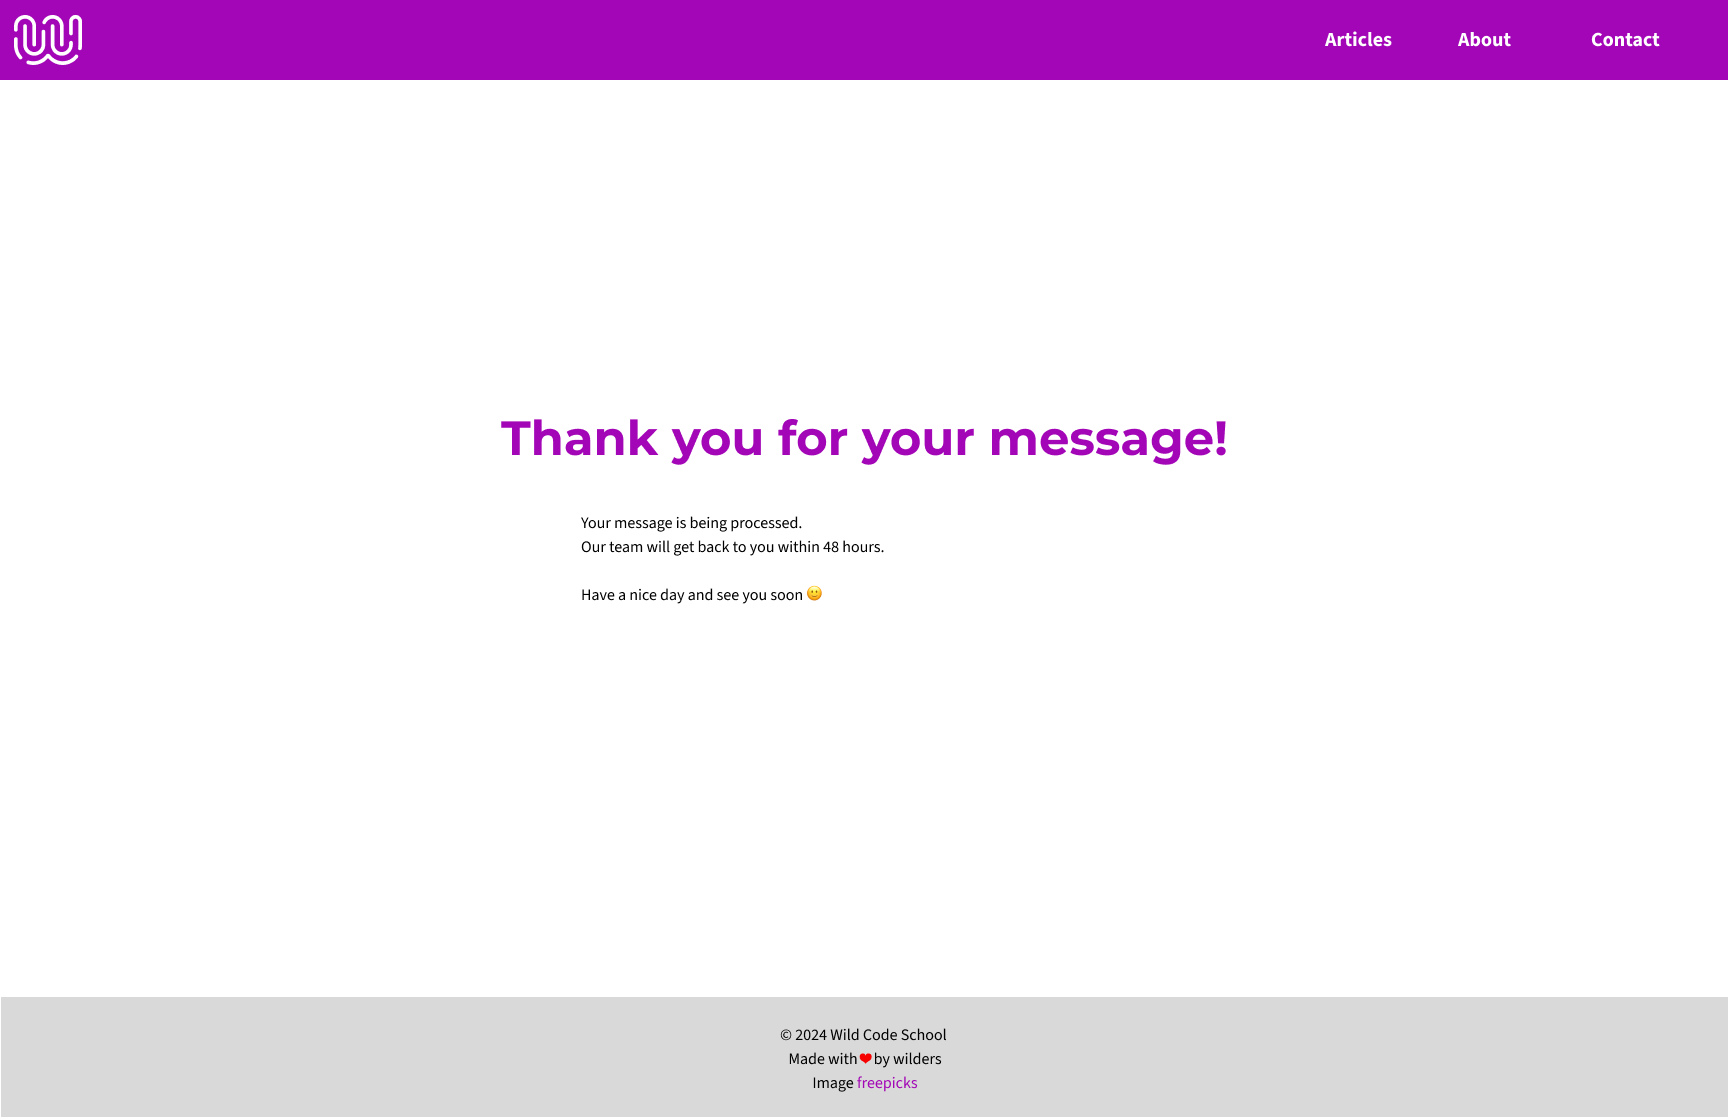 Articles About Contact
Thank you for your message!
Your message is being processed.
Our team will get back to you within 48 hours.
Have a nice day and see you soon 🙂
© 2024 Wild Code School
Made with❤by wilders
Image freepicks